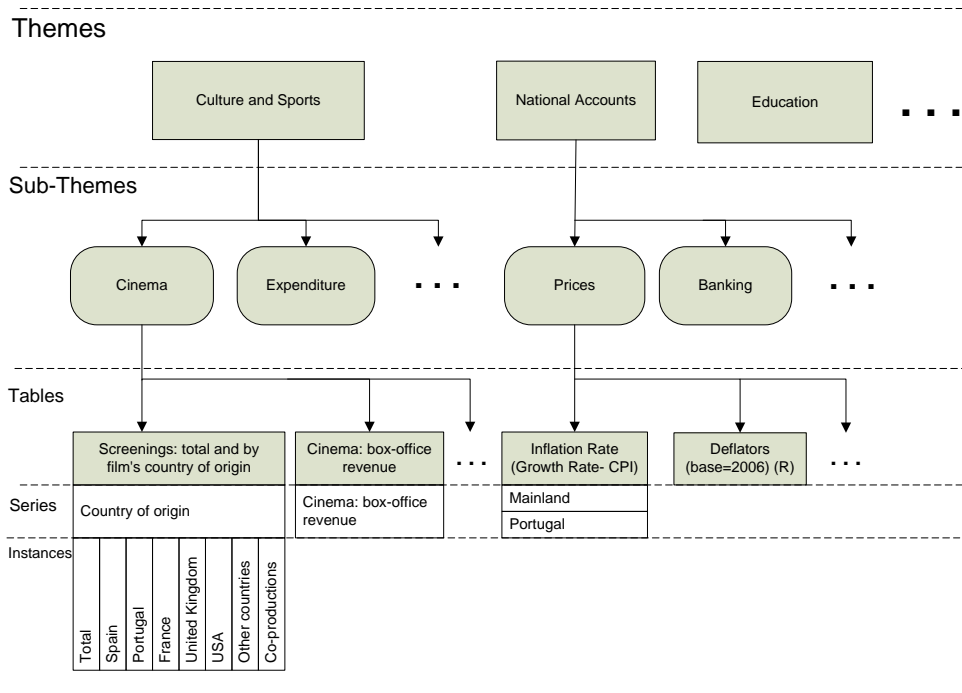 Themes
Culture and Sports
National Accounts
Education
. . .
Sub-Themes
Cinema
Expenditure
. . .
Prices
Banking
. . .
Tables
Screenings: total and by
film's country of origin
Cinema: box-office
revenue
. . .
Inflation Rate
(Growth Rate- CPI)
Deflators
(base=2006) (R)
. . .
Series
Country of origin
Cinema: box-office
revenue
Mainland
Portugal
Instances
Total
Spain
Portugal
France
United Kingdom
USA
Other countries
Co-productions